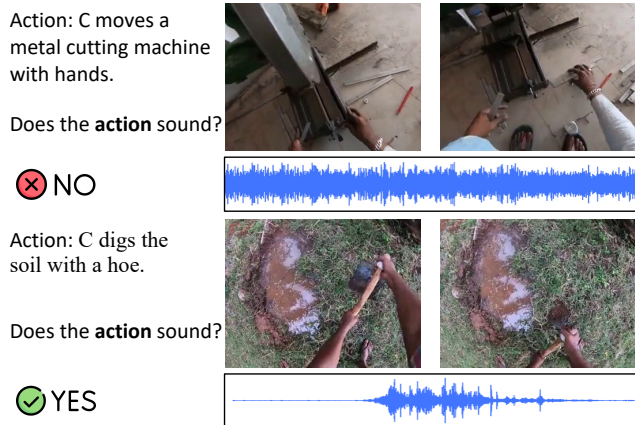 Action: C moves a
metal cutting machine
with hands.
Does the action sound?
NO
Action: C digs the
soil with a hoe.
Does the action sound?
YES